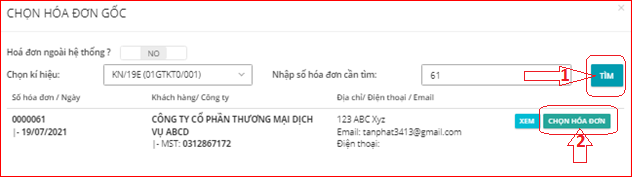 CHỌN HÓA ĐƠN GỐC
×
Hoá đơn ngoài hệ thống ? NO
Chọn kí hiệu: KN/19E (01GTKT0/001) Nhập số hóa đơn cần tìm: 61 1 TÌM
Số hóa đơn / Ngày Khách hàng/ Công ty Địa chỉ/ Điện thoại / Email
0000061 CÔNG TY CỔ PHẦN THƯƠNG MẠI DỊCH 123 ABC Xyz XEM CHỌN HÓA ĐƠN
|- 19/07/2021 VỤ ABCD Email: tanphat3413@gmail.com
|- MST: 0312867172 Điện thoại: 2